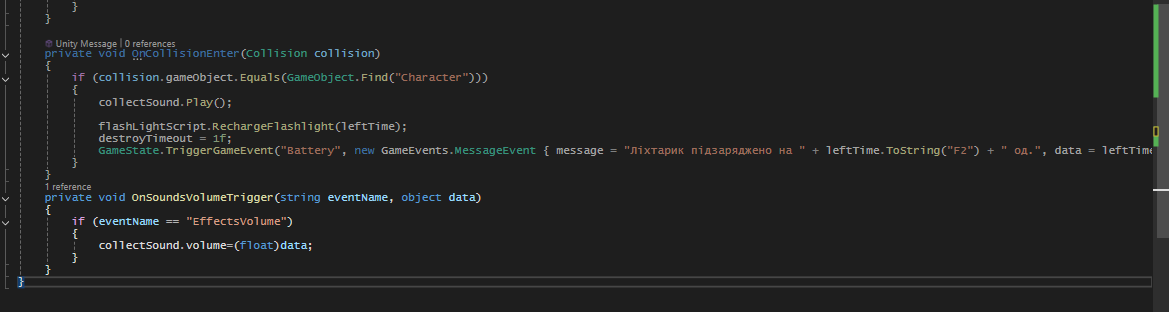 }
}
Unity Message | 0 references
private void OnCollisionEnter(Collision collision)
{
if (collision.gameObject.Equals(GameObject.Find("Character")))
{
collectSound.Play();
flashLightScript.RechargeFlashlight(leftTime);
destroyTimeout = 1f;
GameState.TriggerGameEvent("Battery", new GameEvents.MessageEvent { message = "Ліхтарик підзаряджено на " + leftTime.ToString("F2") + " од.", data = leftTime
}
}
1 reference
private void OnSoundsVolumeTrigger(string eventName, object data)
{
if (eventName == "EffectsVolume")
{
collectSound.volume=(float)data;
}
}
}